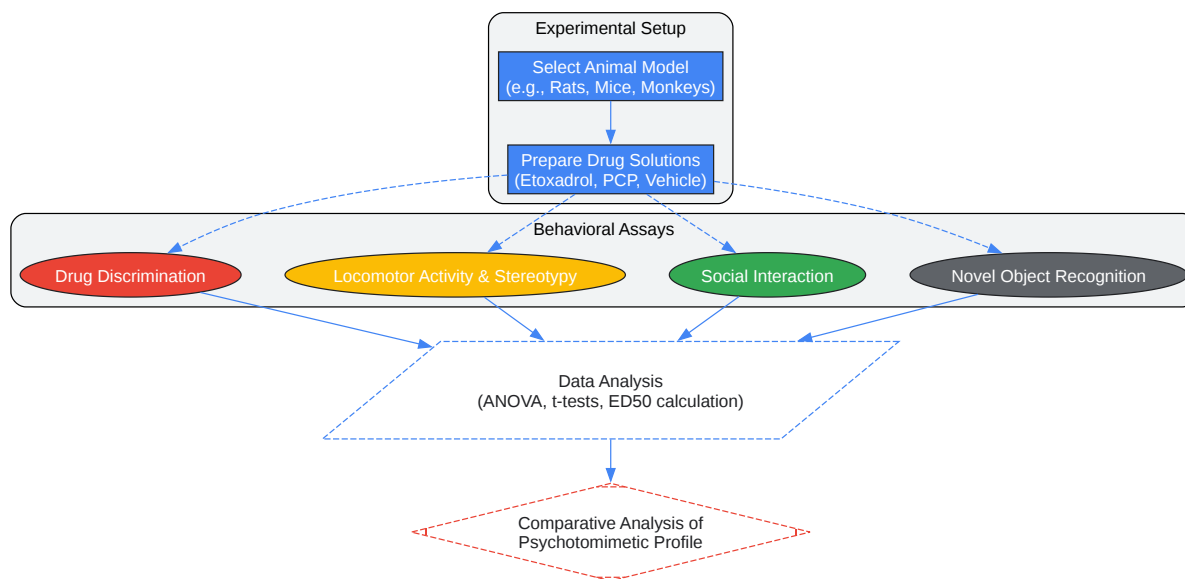 Experimental Setup
Select Animal Model
(e.g., Rats, Mice, Monkeys)
Prepare Drug Solutions
(Etoxadrol, PCP, Vehicle)
Behavioral Assays
Drug Discrimination
Locomotor Activity & Stereotypy
Social Interaction
Novel Object Recognition
Data Analysis
(ANOVA, t-tests, ED50 calculation)
Comparative Analysis of
Psychotomimetic Profile